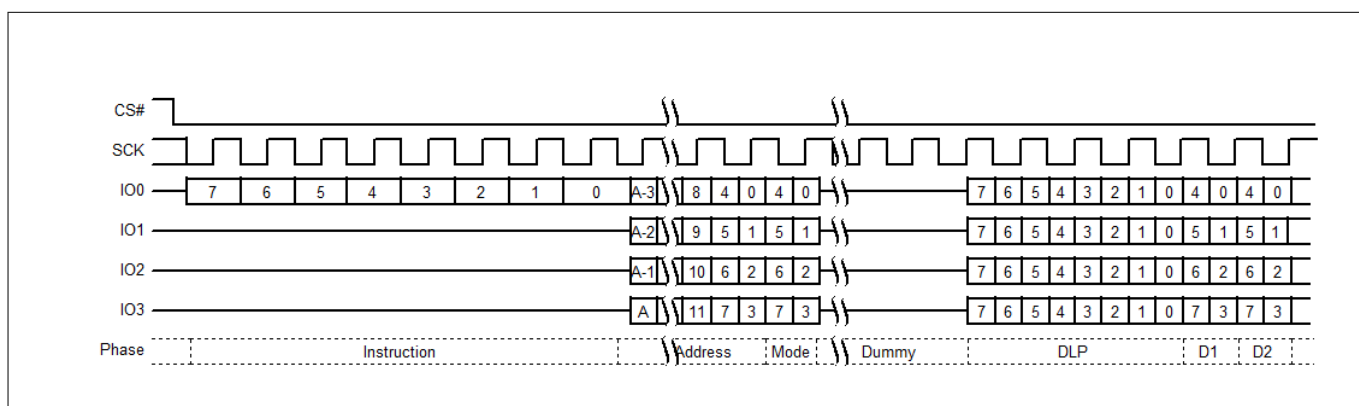 CS#
SCK
IO0 7 6 5 4 3 2 1 0 A-3 8 4 0 4 0 7 6 5 4 3 2 1 0 4 0 4 0
IO1 A-2 9 5 1 5 1 7 6 5 4 3 2 1 0 5 1 5 1
IO2 A-1 10 6 2 6 2 7 6 5 4 3 2 1 0 6 2 6 2
IO3 A 11 7 3 7 3 7 6 5 4 3 2 1 0 7 3 7 3
Phase Instruction Address Mode Dummy DLP D1 D2